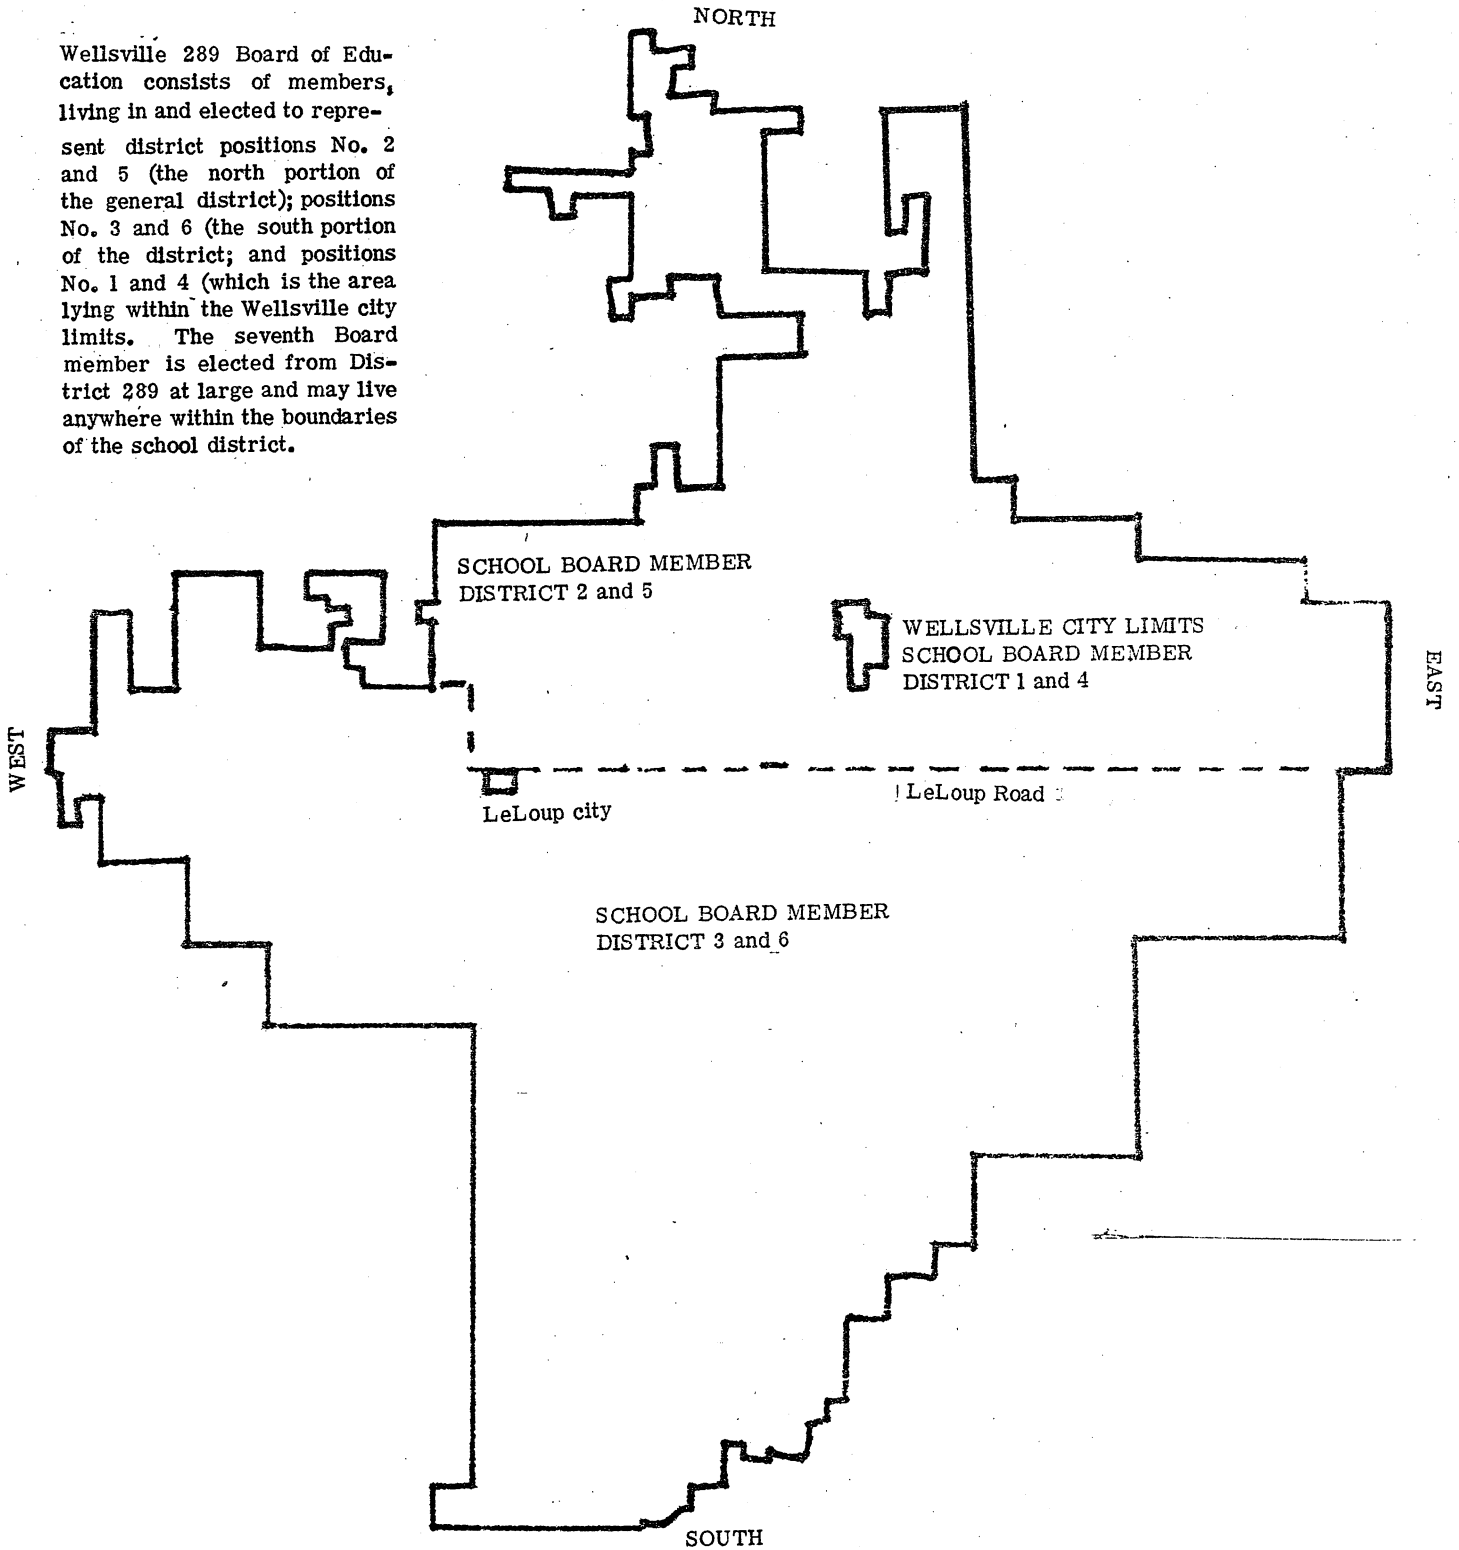 NORTH
Wellsville 289 Board of Edu-
cation consists of members,
living in and elected to repre-
sent district positions No. 2
and 5 (the north portion of
the general district); positions
No. 3 and 6 (the south portion
of the district; and positions
No. 1 and 4 (which is the area
lying within the Wellsville city
limits. The seventh Board
member is elected from Dis-
trict 289 at large and may live
anywhere within the boundaries
of the school district.
SCHOOL BOARD MEMBER
DISTRICT 2 and 5
WELLSVILLE CITY LIMITS
SCHOOL BOARD MEMBER
DISTRICT 1 and 4
EAST
WEST
LeLoup city
LeLoup Road
SCHOOL BOARD MEMBER
DISTRICT 3 and 6
SOUTH